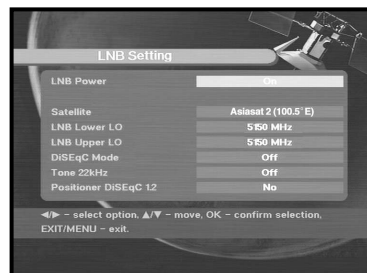 LNB Setting
LNB Power On
Satellite Asiasat 2 (100.5°E)
LNB Lower LO 5150 MHz
LNB Upper LO 5150 MHz
DiSEqC Mode Off
Tone 22kHz Off
Positioner DiSEqC 1.2 No
◄/► – select option, ▲/▼ – move, OK – confirm selection,
EXIT/MENU – exit.